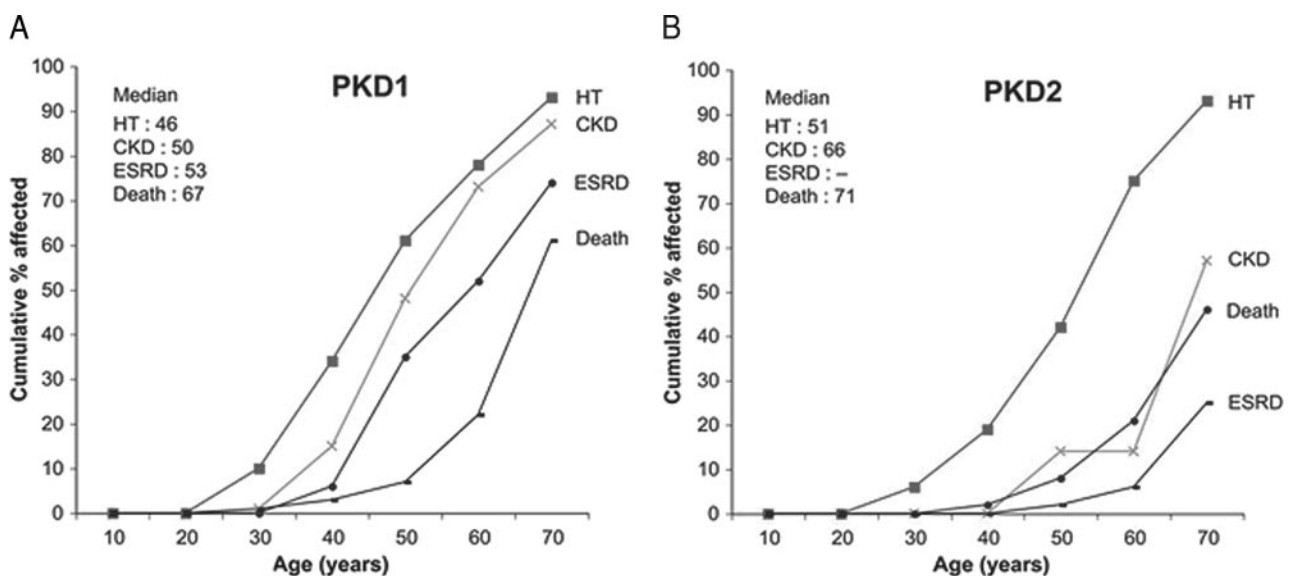 A
PKD1
Median
HT : 46
CKD : 50
ESRD : 53
Death : 67
Cumulative % affected
100
90
80
70
60
50
40
30
20
10
0
HT
CKD
ESRD
Death
10 20 30 40 50 60 70
Age (years)
B
PKD2
Median
HT : 51
CKD : 66
ESRD : –
Death : 71
Cumulative % affected
100
90
80
70
60
50
40
30
20
10
0
HT
CKD
Death
ESRD
10 20 30 40 50 60 70
Age (years)